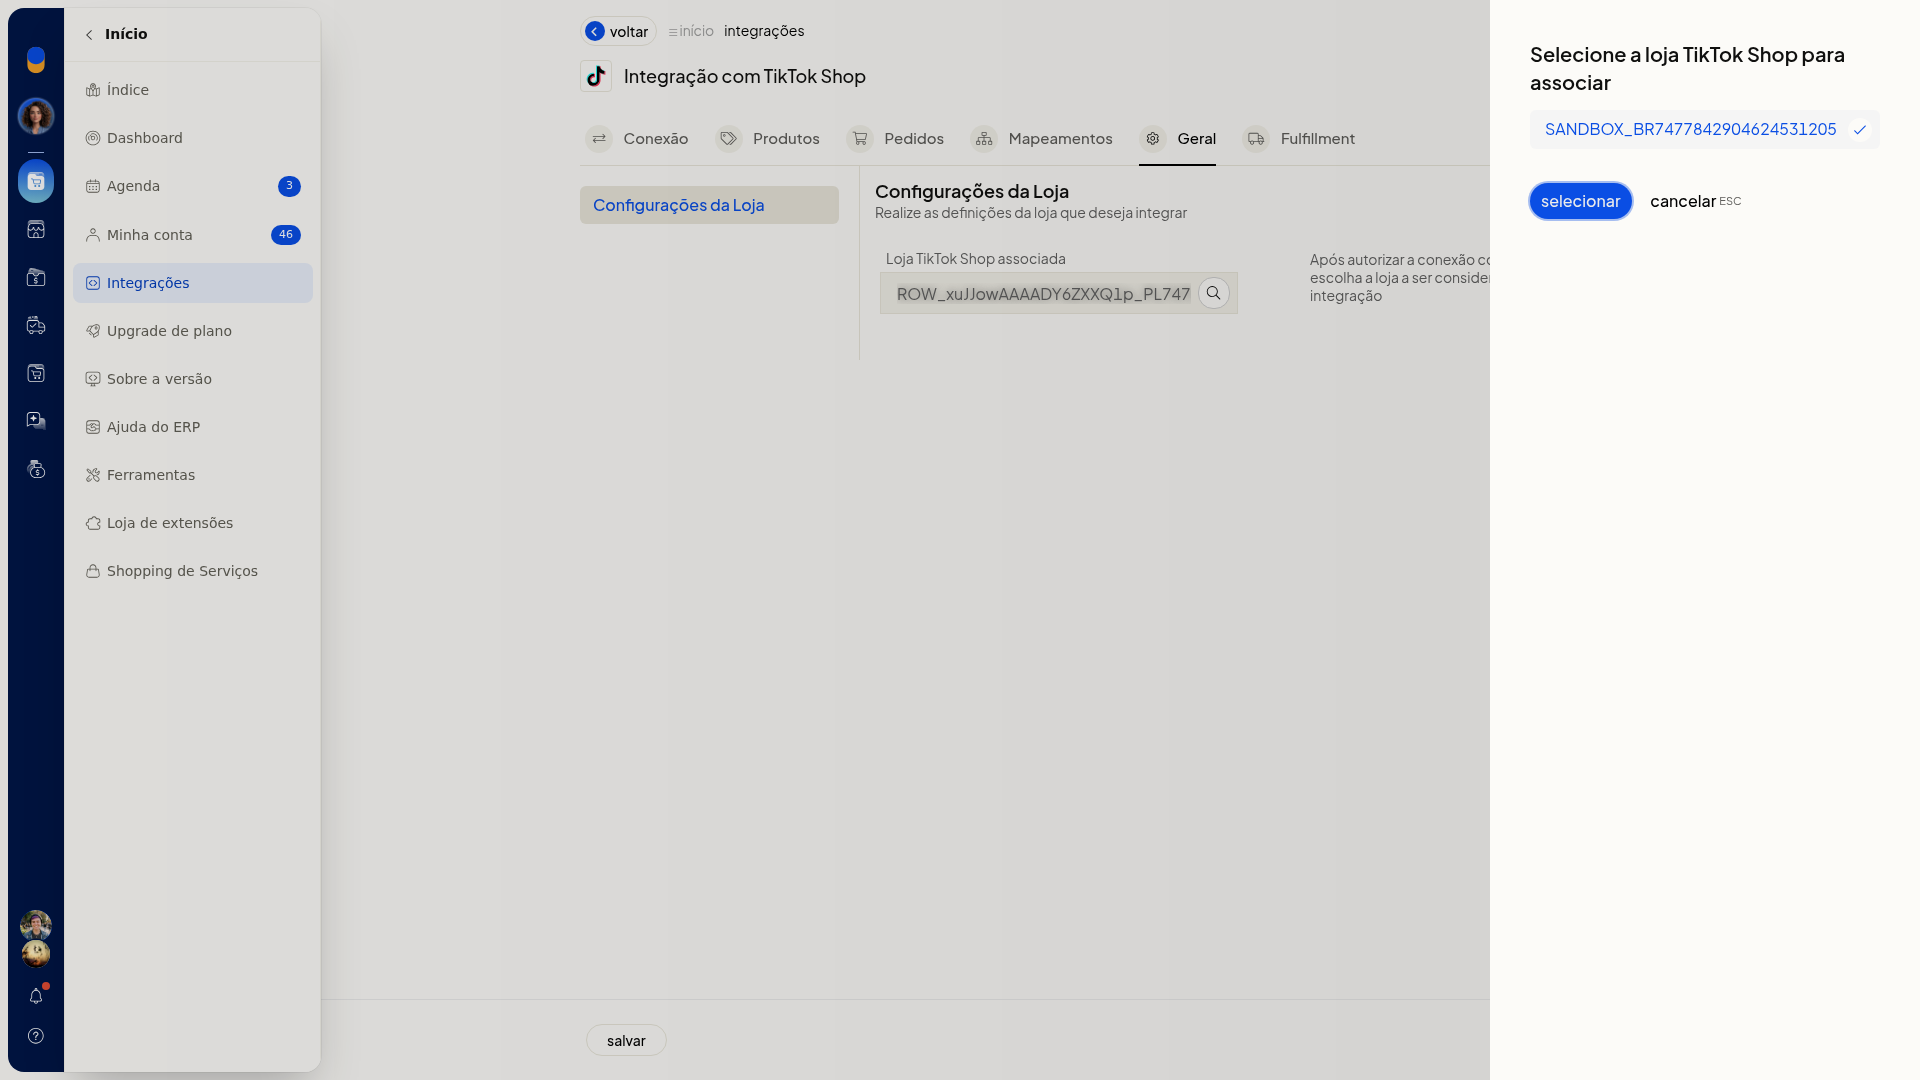 Início
Índice
Dashboard
Agenda
3
Minha conta
46
Integrações
Upgrade de plano
Sobre a versão
Ajuda do ERP
Ferramentas
Loja de extensões
Shopping de Serviços
voltar
início
integrações
Integração com TikTok Shop
Conexão
Produtos
Pedidos
Mapeamentos
Geral
Fulfillment
Configurações da Loja
Configurações da Loja
Realize as definições da loja que deseja integrar
Loja TikTok Shop associada
ROW_xuJJowAAAADY6ZXXQ1p_PL747
Após autorizar a conexão
escolha a loja a ser
integração
salvar
Selecione a loja TikTok Shop para
associar
SANDBOX_BR7477842904624531205
selecionar
cancelar ESC